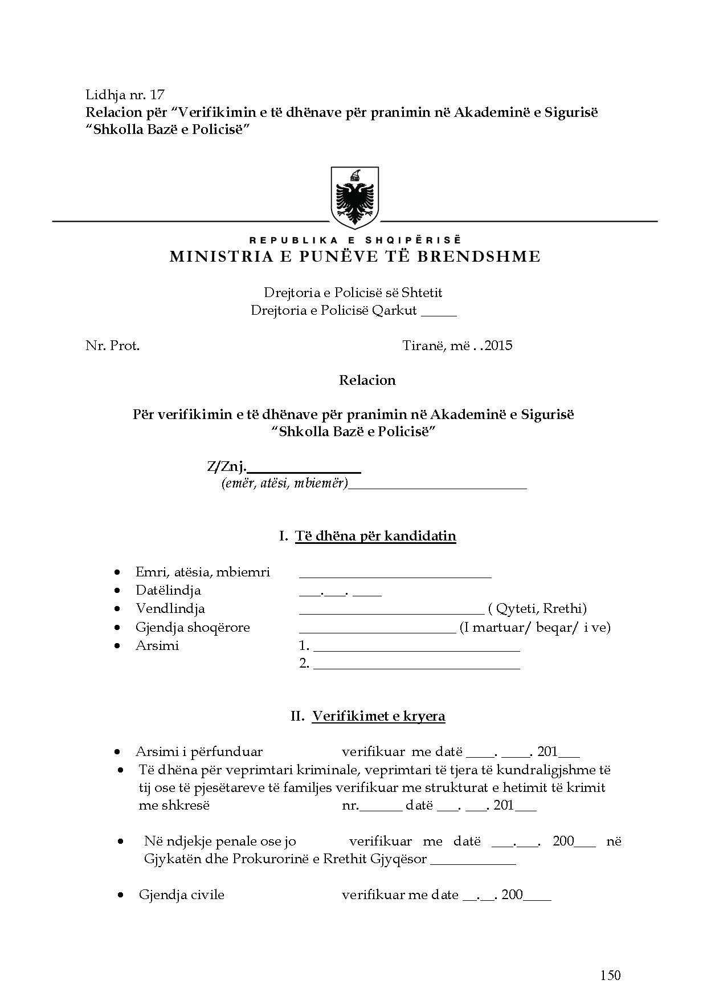 Lidhja nr. 17
Relacion për “Verifikimin e të dhënave për pranimin në Akademinë e Sigurisë
“Shkolla Bazë e Policisë”
REPUBLIKA E SHQIPËRISË
MINISTRIA E PUNËVE TË BRENDSHME
Drejtoria e Policisë së Shtetit
Drejtoria e Policisë Qarkut _____
Nr. Prot. Tiranë, më . .2015
Relacion
Për verifikimin e të dhënave për pranimin në Akademinë e Sigurisë
“Shkolla Bazë e Policisë”
Z/Znj.________________
(emër, atësi, mbiemër)_________________________
I. Të dhëna për kandidatin
• Emri, atësia, mbiemri ___________________________
• Datëlindja ___.___. ____
• Vendlindja __________________________ ( Qyteti, Rrethi)
• Gjendja shoqërore ______________________ (I martuar/ beqar/ i ve)
• Arsimi 1. _____________________________
2. _____________________________
II. Verifikimet e kryera
• Arsimi i përfunduar verifikuar me datë ____. ____. 201___
• Të dhëna për veprimtari kriminale, veprimtari të tjera të kundraligjshme të
tij ose të pjesëtareve të familjes verifikuar me strukturat e hetimit të krimit
me shkresë nr.______ datë ___. ___. 201___
• Në ndjekje penale ose jo verifikuar me datë ___.___. 200___ në
Gjykatën dhe Prokurorinë e Rrethit Gjyqësor ____________
• Gjendja civile verifikuar me date __.__. 200____
150